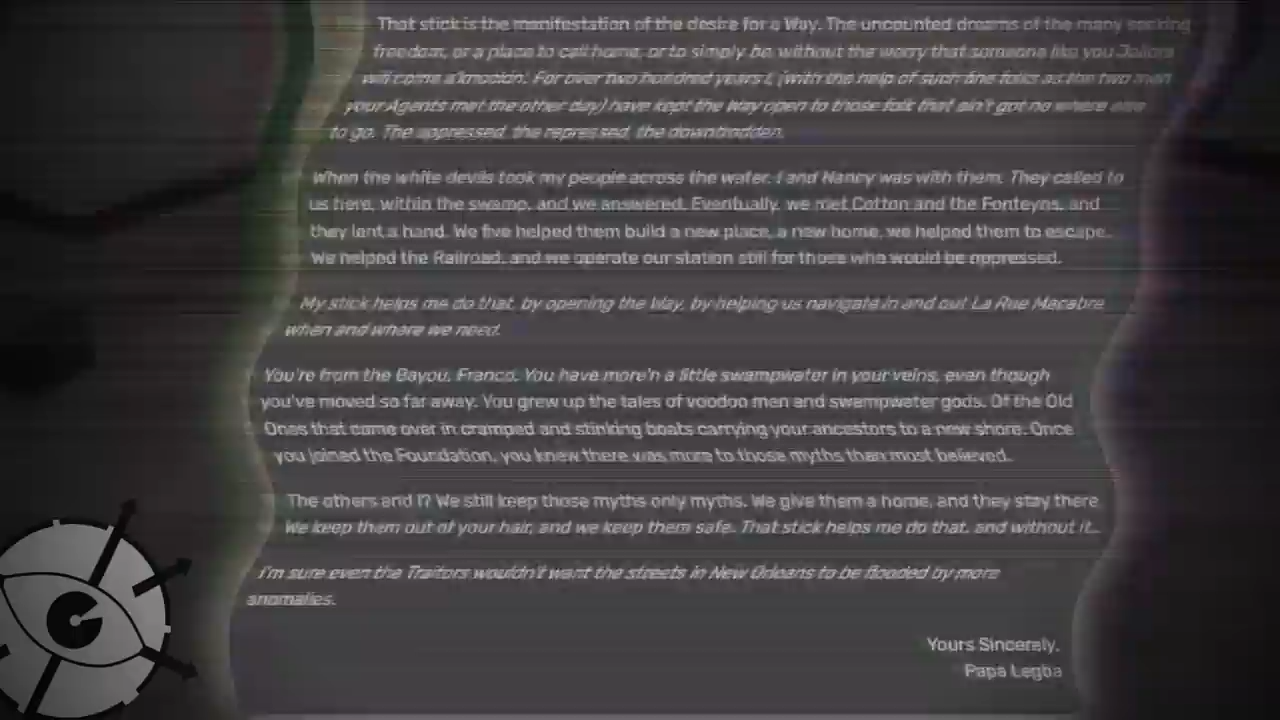 That stick is the manifestation of the desire for a Way. The uncounted dreams of the many seeking
freedom, or a place to call home, or to simply be without the worry that someone like you Jailors
will come a'knockin'. For over two hundred years I, (with the help of such fine folks as the two men
your Agents met the other day) have kept the Way open to those folk that ain't got no where else
to go. The oppressed, the repressed, the downtrodden.
When the white devils took my people across the water, I and Nancy was with them. They called to
us here, within the swamp, and we answered. Eventually, we met Cotton and the Fonteyns, and
they lent a hand. We five helped them build a new place, a new home, we helped them to escape.
We helped the Railroad, and we operate our station still for those who would be oppressed.
My stick helps me do that, by opening the Way, by helping us navigate in and out La Rue Macabre
when and where we need.
You're from the Bayou, Franco. You have more'n a little swampwater in your veins, even though
you've moved so far away. You grew up the tales of voodoo men and swampwater gods. Of the Old
Ones that come over in cramped and stinking boats carrying your ancestors to a new shore. Once
you joined the Foundation, you knew there was more to those myths than most believed.
The others and I? We still keep those myths only myths. We give them a home, and they stay there.
We keep them out of your hair, and we keep them safe. That stick helps me do that, and without it...
I'm sure even the Traitors wouldn't want the streets in New Orleans to be flooded by more
anomalies.
Yours Sincerely,
Papa Legba